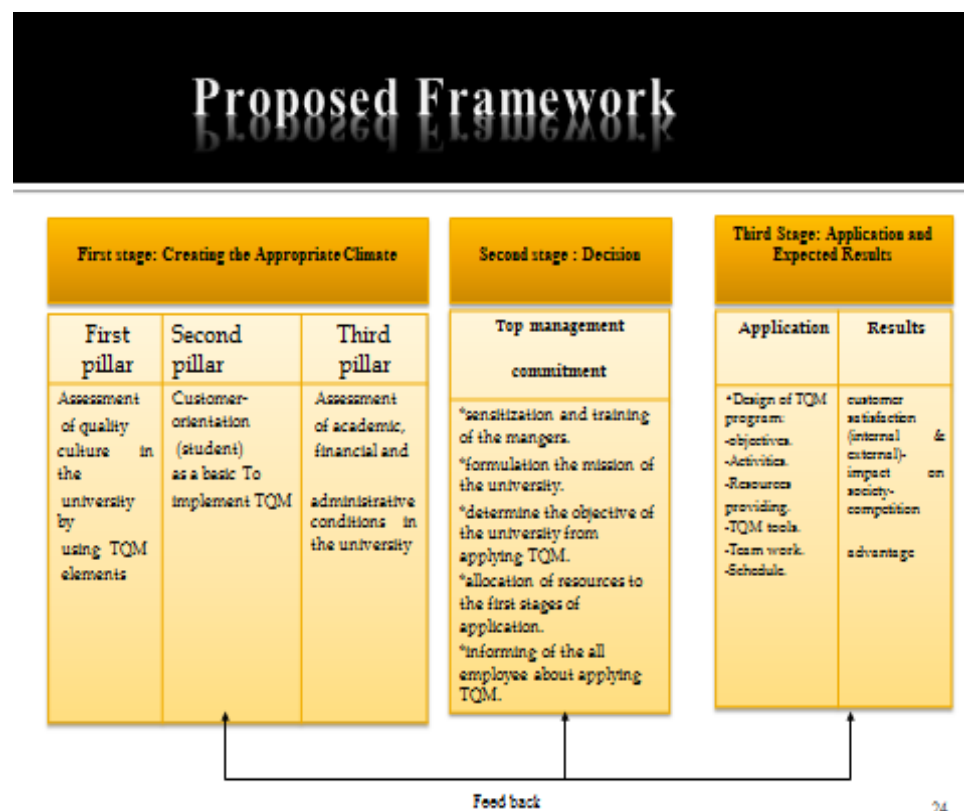 Proposed Framework
First stage: Creating the Appropriate Climate
First
pillar
Assessment
of quality
culture in
the
university
by
using TQM
elements
Second
pillar
Customer-
orientation
(student)
as a basic To
implement TQM
Third
pillar
Assessment
of academic,
financial and
administrative
conditions in
the university
Second stage : Decision
Top management
commitment
*sensitization and training
of the mangers.
*formulation the mission of
the university.
*determine the objective of
the university from
applying TQM.
*allocation of resources to
the first stages of
application.
*informing of the all
employee about applying
TQM.
Third Stage: Application and
Expected Results
Application
*Design of TQM
program:
-objectives.
-Activities.
-Resources
providing.
-TQM tools.
-Team work.
-Schedule.
Results
customer
satisfaction
(internal &
external)-
impact on
society-
competition
advantage
Feed back
24